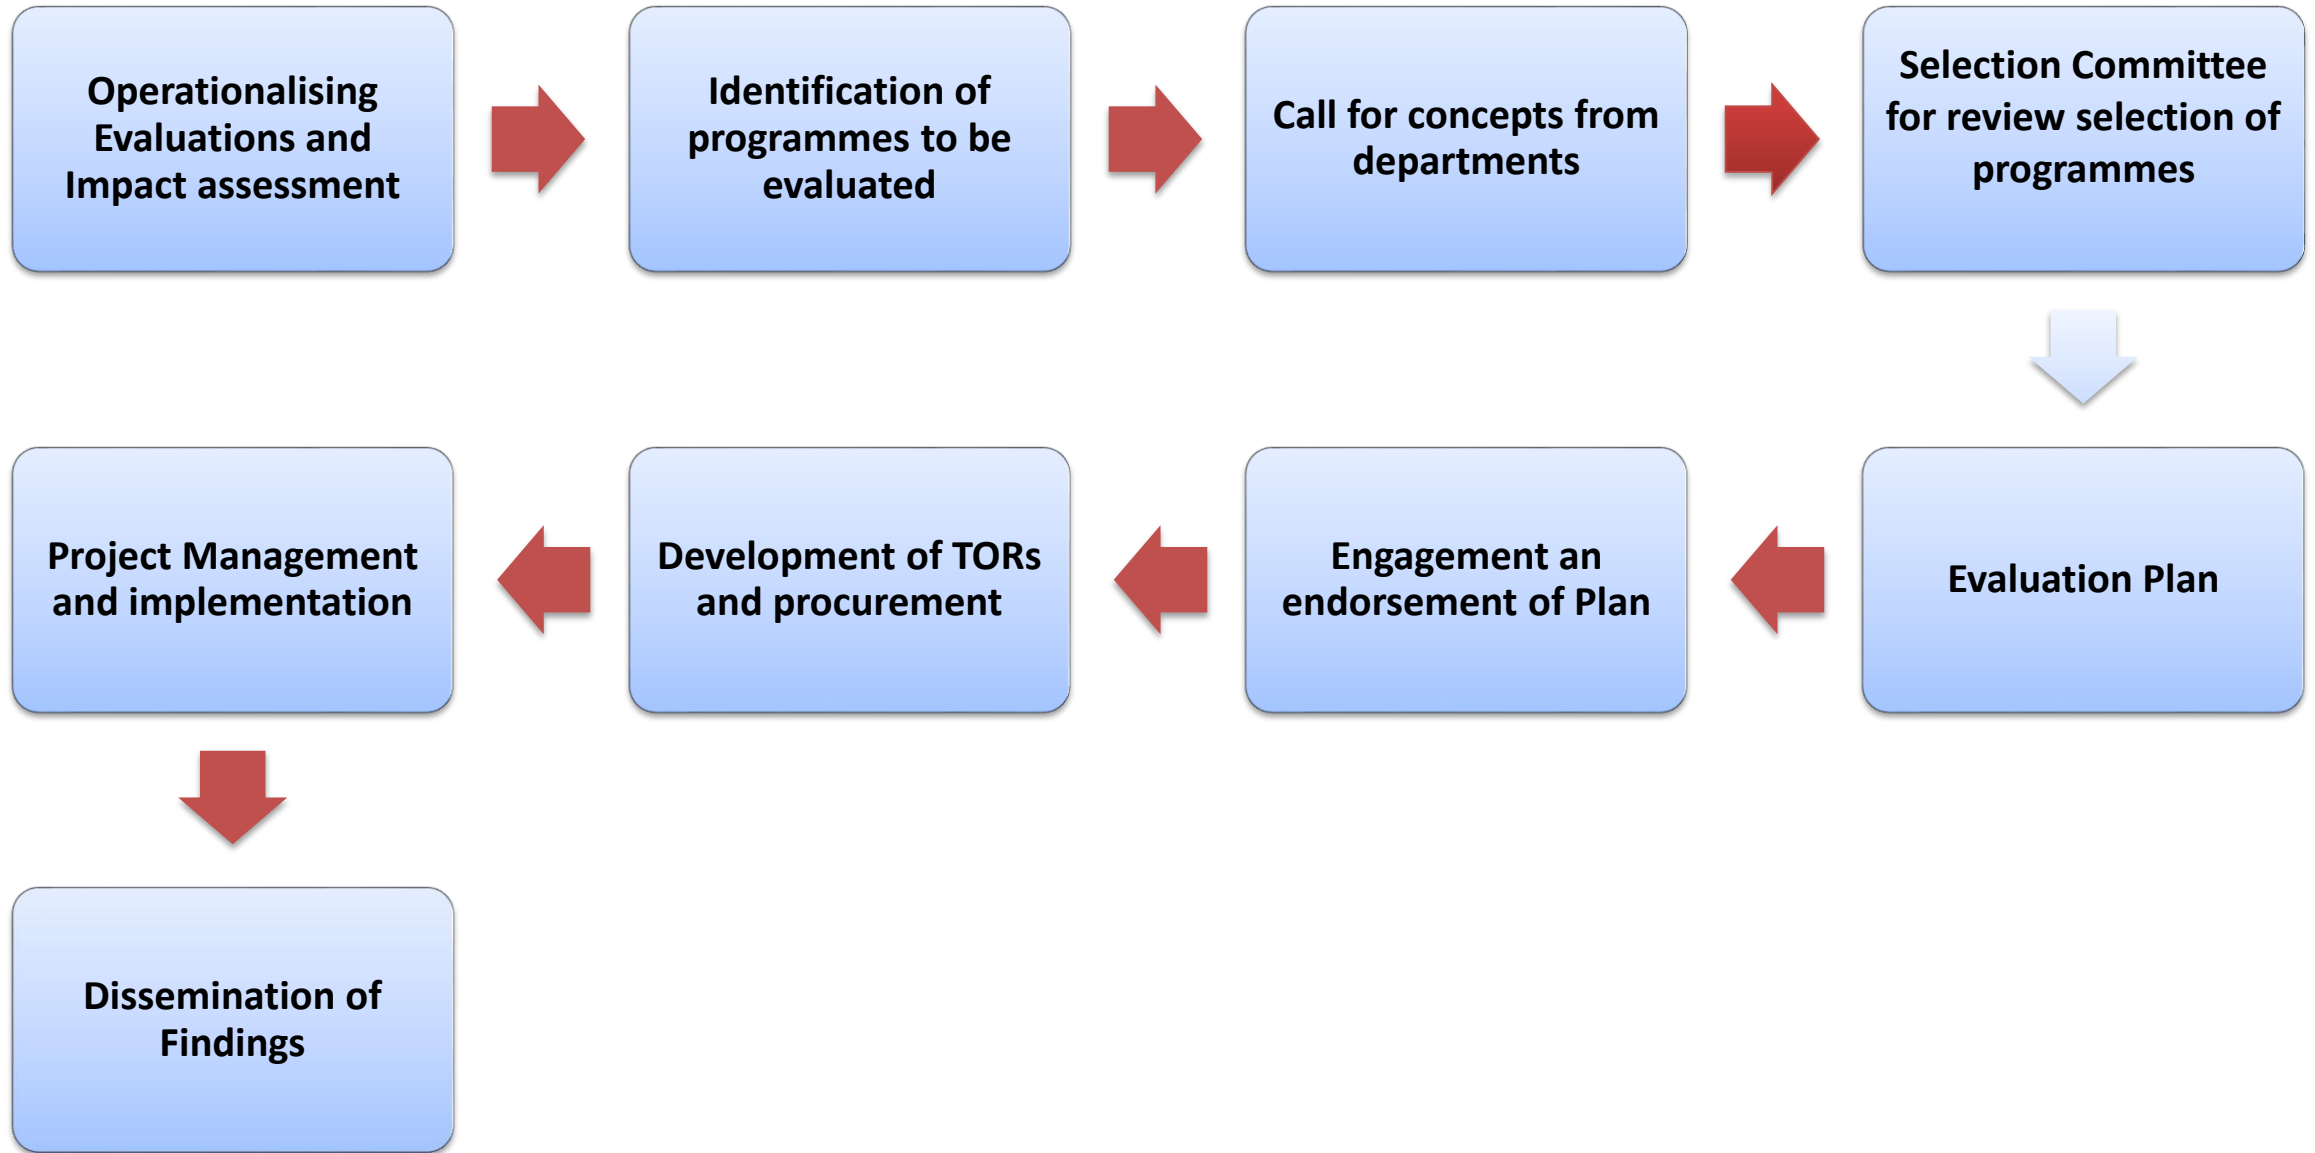 Operationalising
Evaluations and
Impact assessment
Identification of
programmes to be
evaluated
Call for concepts from
departments
Selection Committee
for review selection of
programmes
Evaluation Plan
Engagement an
endorsement of Plan
Development of TORs
and procurement
Project Management
and implementation
Dissemination of
Findings